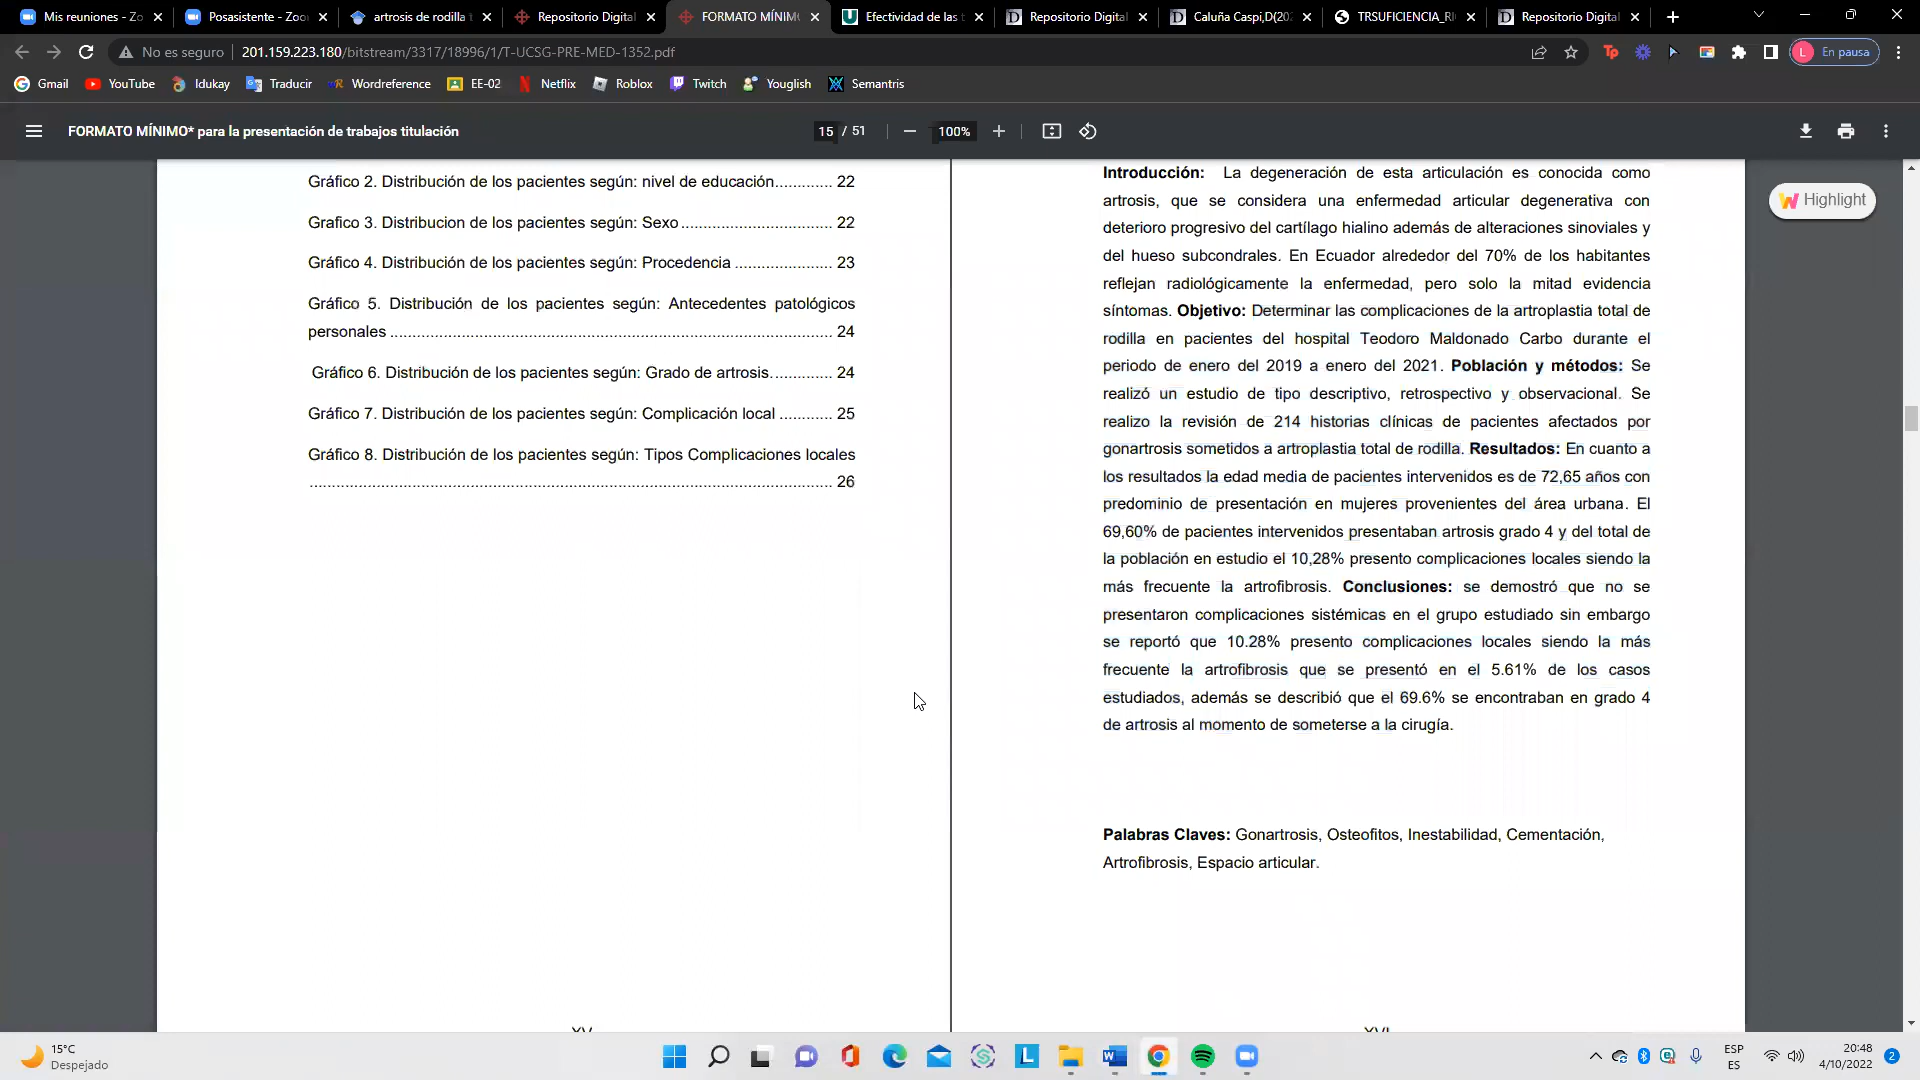 Mis reuniones - Zo
Posasistente - Zoo
artrosis de rodilla
Repositorio Digital
FORMATO MÍNIM
Efectividad de las
Repositorio Digital
Caluña Caspi,D(20
TRSUFICIENCIA_RI
Repositorio Digital
No es seguro
201.159.223.180/bitstream/3317/18996/1/T-UCSG-PRE-MED-1352.pdf
En pausa
Gmail
YouTube
Idukay
Traducir
Wordreference
EE-02
Netflix
Roblox
Twitch
Youglish
Semantris
FORMATO MÍNIMO* para la presentación de trabajos titulación
15 / 51
100%
Highlight
Gráfico 2. Distribución de los pacientes según: nivel de educación............. 22
Grafico 3. Distribucion de los pacientes según: Sexo.................................. 22
Gráfico 4. Distribución de los pacientes según: Procedencia ...................... 23
Gráfico 5. Distribución de los pacientes según: Antecedentes patológicos
personales .................................................................................................... 24
Gráfico 6. Distribución de los pacientes según: Grado de artrosis.............. 24
Gráfico 7. Distribución de los pacientes según: Complicación local ............ 25
Gráfico 8. Distribución de los pacientes según: Tipos Complicaciones locales
..................................................................................................................... 26
XV
Introducción: La degeneración de esta articulación es conocida como
artrosis, que se considera una enfermedad articular degenerativa con
deterioro progresivo del cartílago hialino además de alteraciones sinoviales y
del hueso subcondrales. En Ecuador alrededor del 70% de los habitantes
reflejan radiológicamente la enfermedad, pero solo la mitad evidencia
síntomas. Objetivo: Determinar las complicaciones de la artroplastia total de
rodilla en pacientes del hospital Teodoro Maldonado Carbo durante el
periodo de enero del 2019 a enero del 2021. Población y métodos: Se
realizó un estudio de tipo descriptivo, retrospectivo y observacional. Se
realizo la revisión de 214 historias clínicas de pacientes afectados por
gonartrosis sometidos a artroplastia total de rodilla. Resultados: En cuanto a
los resultados la edad media de pacientes intervenidos es de 72,65 años con
predominio de presentación en mujeres provenientes del área urbana. El
69,60% de pacientes intervenidos presentaban artrosis grado 4 y del total de
la población en estudio el 10,28% presento complicaciones locales siendo la
más frecuente la artrofibrosis. Conclusiones: se demostró que no se
presentaron complicaciones sistémicas en el grupo estudiado sin embargo
se reportó que 10.28% presento complicaciones locales siendo la más
frecuente la artrofibrosis que se presentó en el 5.61% de los casos
estudiados, además se describió que el 69.6% se encontraban en grado 4
de artrosis al momento de someterse a la cirugía.
Palabras Claves: Gonartrosis, Osteofitos, Inestabilidad, Cementación,
Artrofibrosis, Espacio articular.
XVI
15°C
Despejado
ESP
ES
20:48
4/10/2022
2